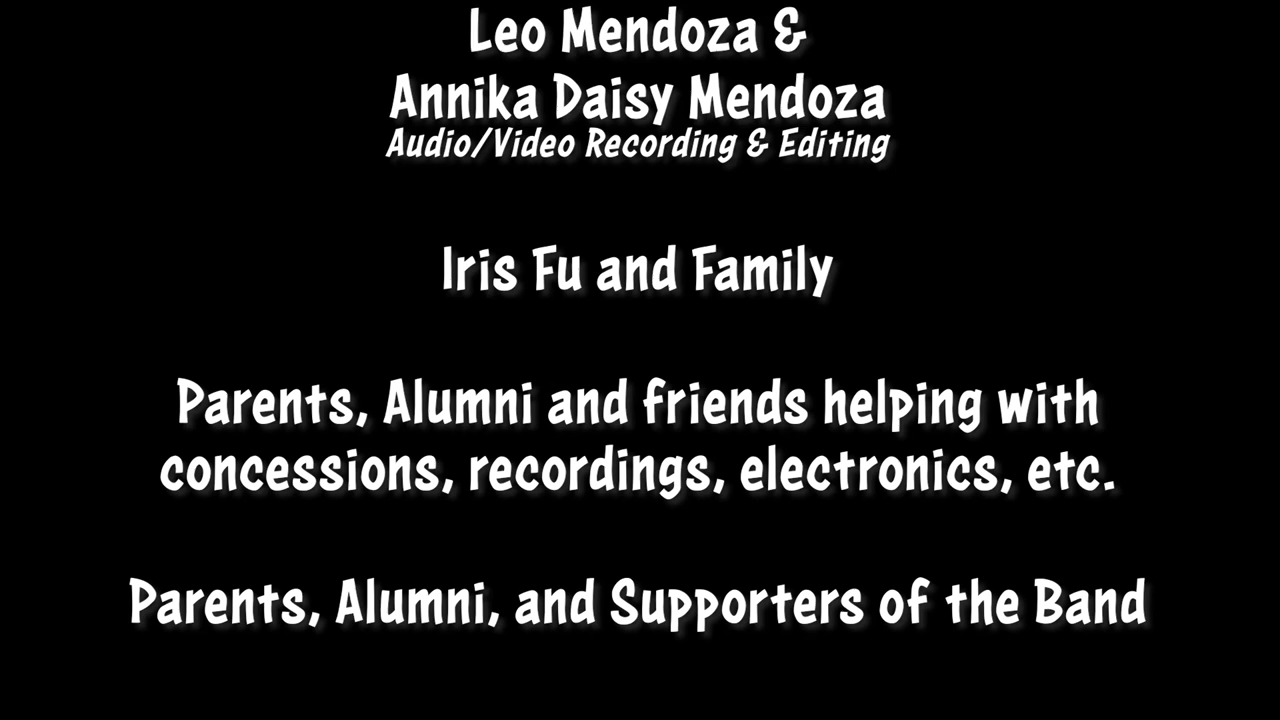 Leo Mendoza &
Annika Daisy Mendoza
Audio/Video Recording & Editing
Iris Fu and Family
Parents, Alumni and friends helping with
concessions, recordings, electronics, etc.
Parents, Alumni, and Supporters of the Band